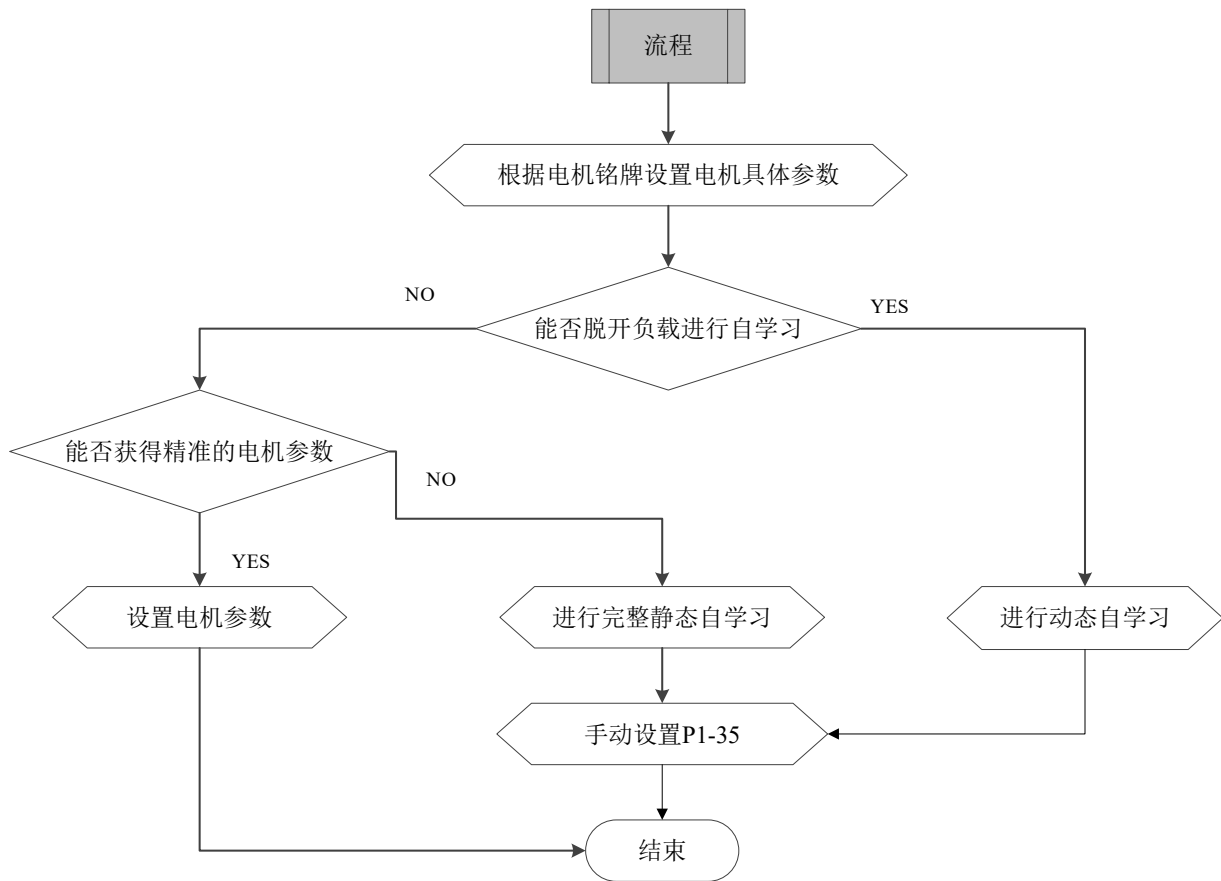 流程
根据电机铭牌设置电机具体参数
NO
YES
能否脱开负载进行自学习
能否获得精准的电机参数
NO
YES
设置电机参数
进行完整静态自学习
进行动态自学习
手动设置P1-35
结束